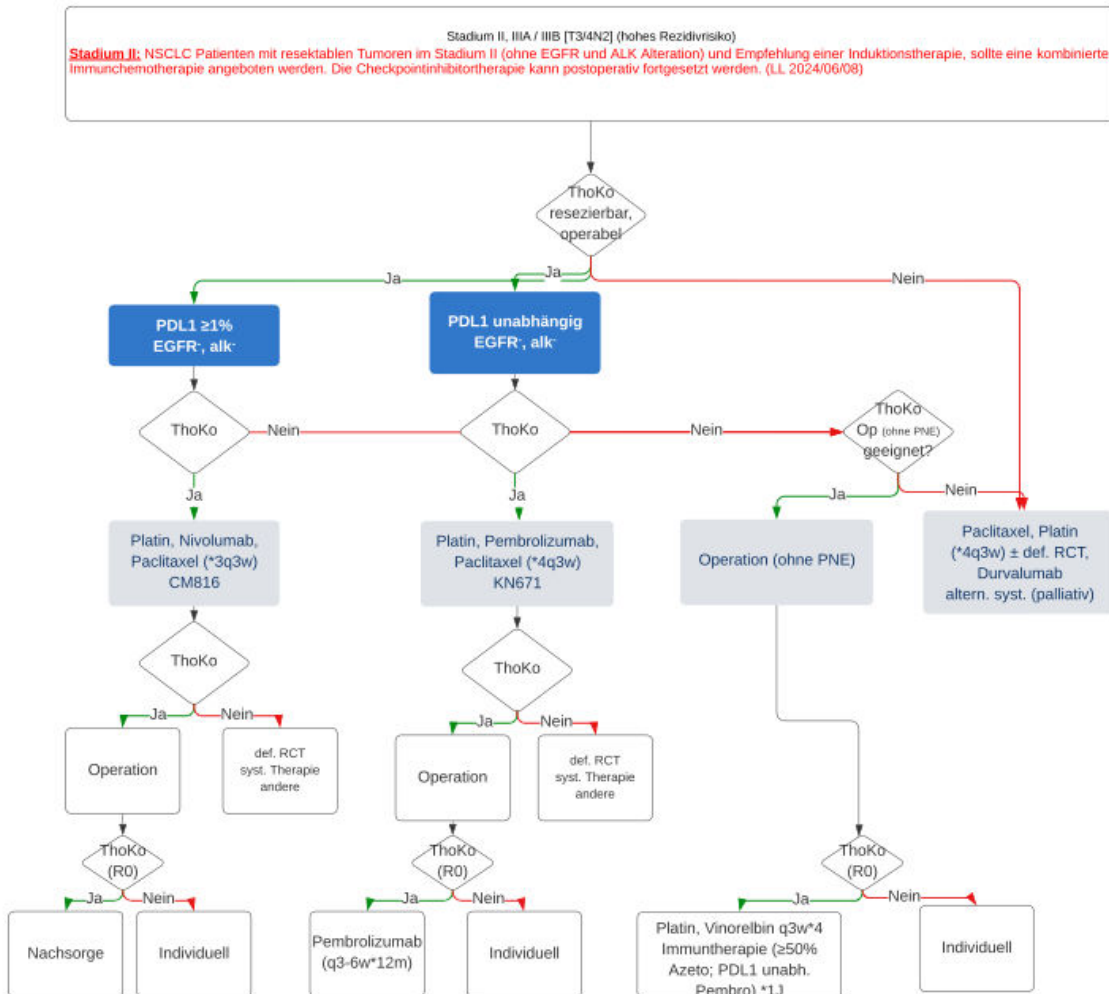 Stadium II, IIIA / IIIB [T3/4N2] (hohes Rezidivrisiko)
Stadium II: NSCLC Patienten mit resektablen Tumoren im Stadium II (ohne EGFR und ALK Alteration) und Empfehlung einer Induktionstherapie, sollte eine kombinierte
Immunchemotherapie angeboten werden. Die Checkpointinhibitortherapie kann postoperativ fortgesetzt werden. (LL 2024/06/08)
ThoKo
resezierbar,
operabel
Ja
Ja
Nein
PDL1 ≥1%
EGFR-, alk-
PDL1 unabhängig
EGFR-, alk-
ThoKo
Nein
ThoKo
Nein
ThoKo
Op (ohne PNE)
geeignet?
Ja
Ja
Ja
Nein
Platin, Nivolumab,
Paclitaxel (*3q3w)
CM816
Platin, Pembrolizumab,
Paclitaxel (*4q3w)
KN671
Operation (ohne PNE)
Paclitaxel, Platin
(*4q3w) ± def. RCT,
Durvalumab
altern. syst. (palliativ)
ThoKo
ThoKo
Ja
Nein
Ja
Nein
Operation
def. RCT
syst. Therapie
andere
Operation
def. RCT
syst. Therapie
andere
ThoKo
(R0)
ThoKo
(R0)
ThoKo
(R0)
Ja
Nein
Ja
Nein
Ja
Nein
Nachsorge
Individuell
Pembrolizumab
(q3-6w*12m)
Individuell
Platin, Vinorelbin q3w*4
Immuntherapie (≥50%
Azeto; PDL1 unabh.
Pembro) *1J
Individuell